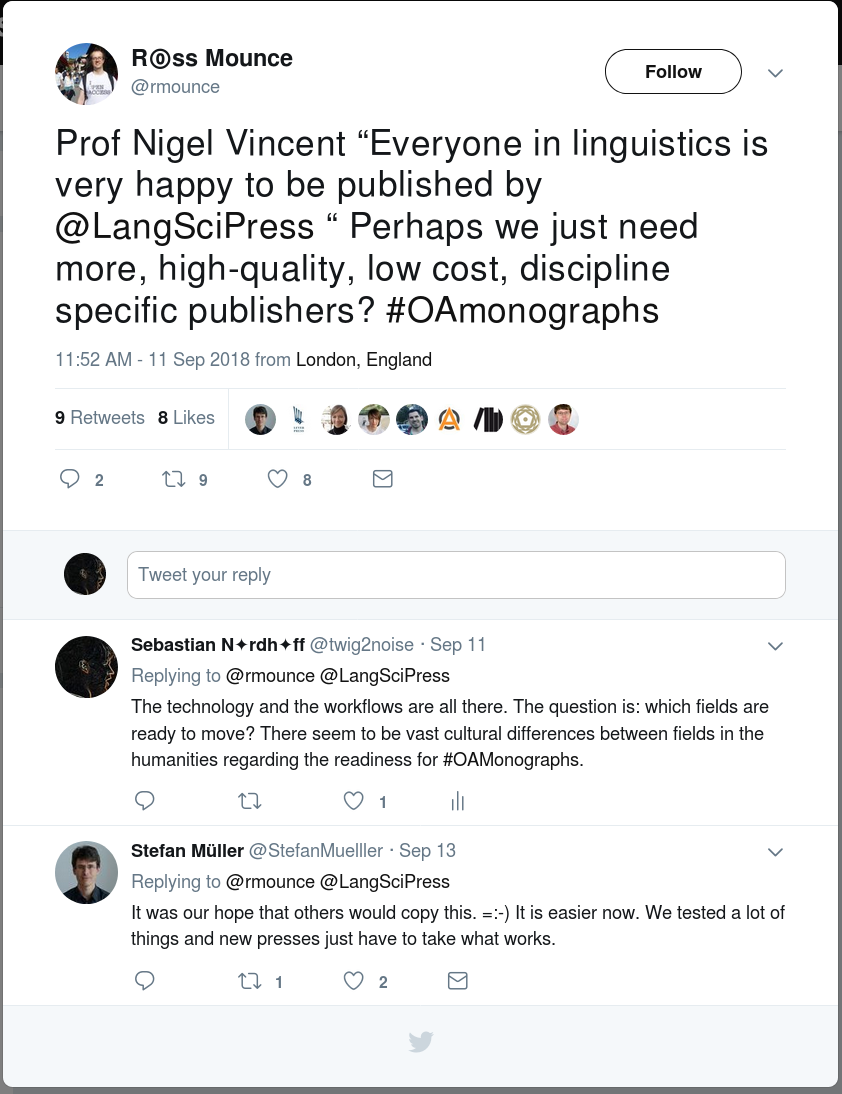 R⓪ss Mounce
@rmounce
Follow
Prof Nigel Vincent “Everyone in linguistics is
very happy to be published by
@LangSciPress “ Perhaps we just need
more, high-quality, low cost, discipline
specific publishers? #OAmonographs
11:52 AM - 11 Sep 2018 from London, England
9 Retweets 8 Likes
2 9 8
Tweet your reply
Sebastian N✦rdh✦ff @twig2noise · Sep 11
Replying to @rmounce @LangSciPress
The technology and the workflows are all there. The question is: which fields are
ready to move? There seem to be vast cultural differences between fields in the
humanities regarding the readiness for #OAMonographs.
1
Stefan Müller @StefanMuelller · Sep 13
Replying to @rmounce @LangSciPress
It was our hope that others would copy this. =:-) It is easier now. We tested a lot of
things and new presses just have to take what works.
1 2